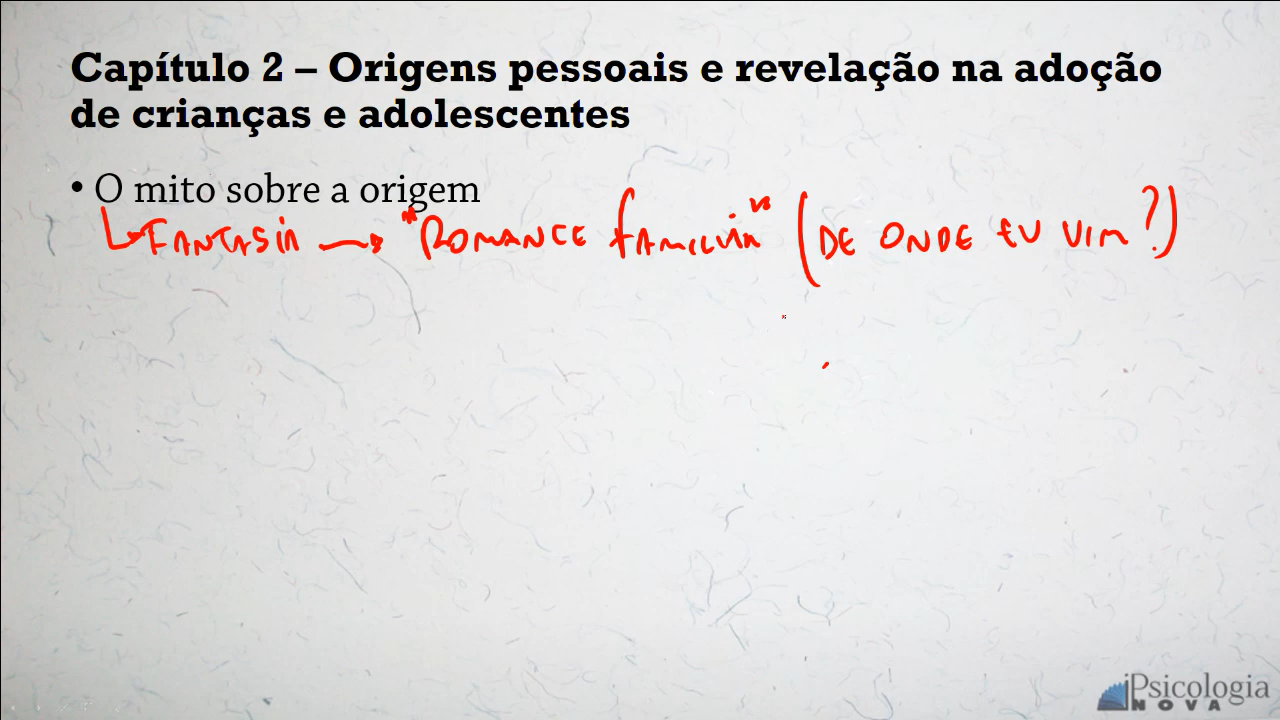 Capítulo 2 – Origens pessoais e revelação na adoção
de crianças e adolescentes
• O mito sobre a origem
FANTASIA → "ROMANCE FAMILIAR" (DE ONDE EU VIM?)
Psicologia
NOVA